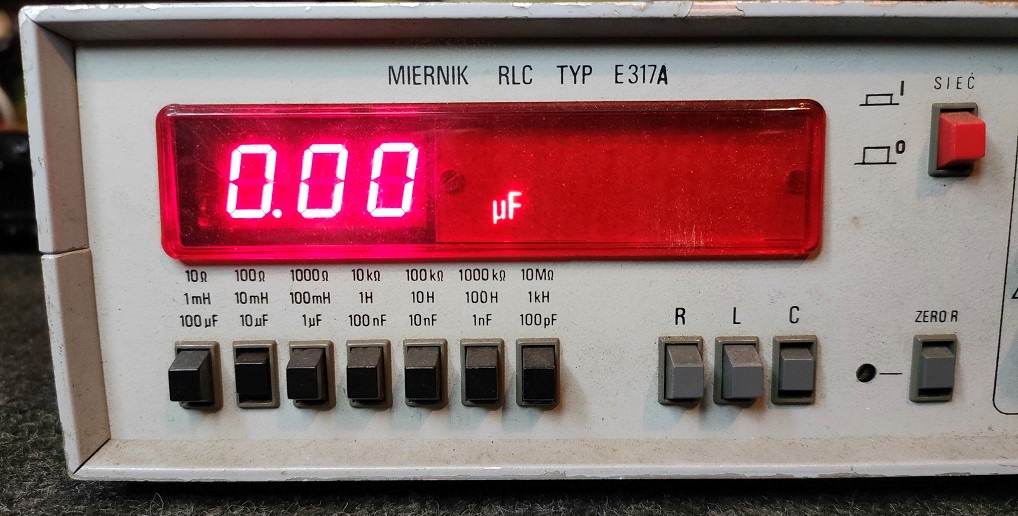 MIERNIK RLC TYP E317A
SIEĆ
I
0
0.00 µF
10Ω 100Ω 1000Ω 10kΩ 100kΩ 1000kΩ 10MΩ
1mH 10mH 100mH 1H 10H 100H 1kH
100µF 10µF 1µF 100nF 10nF 1nF 100pF
R L C
ZERO R